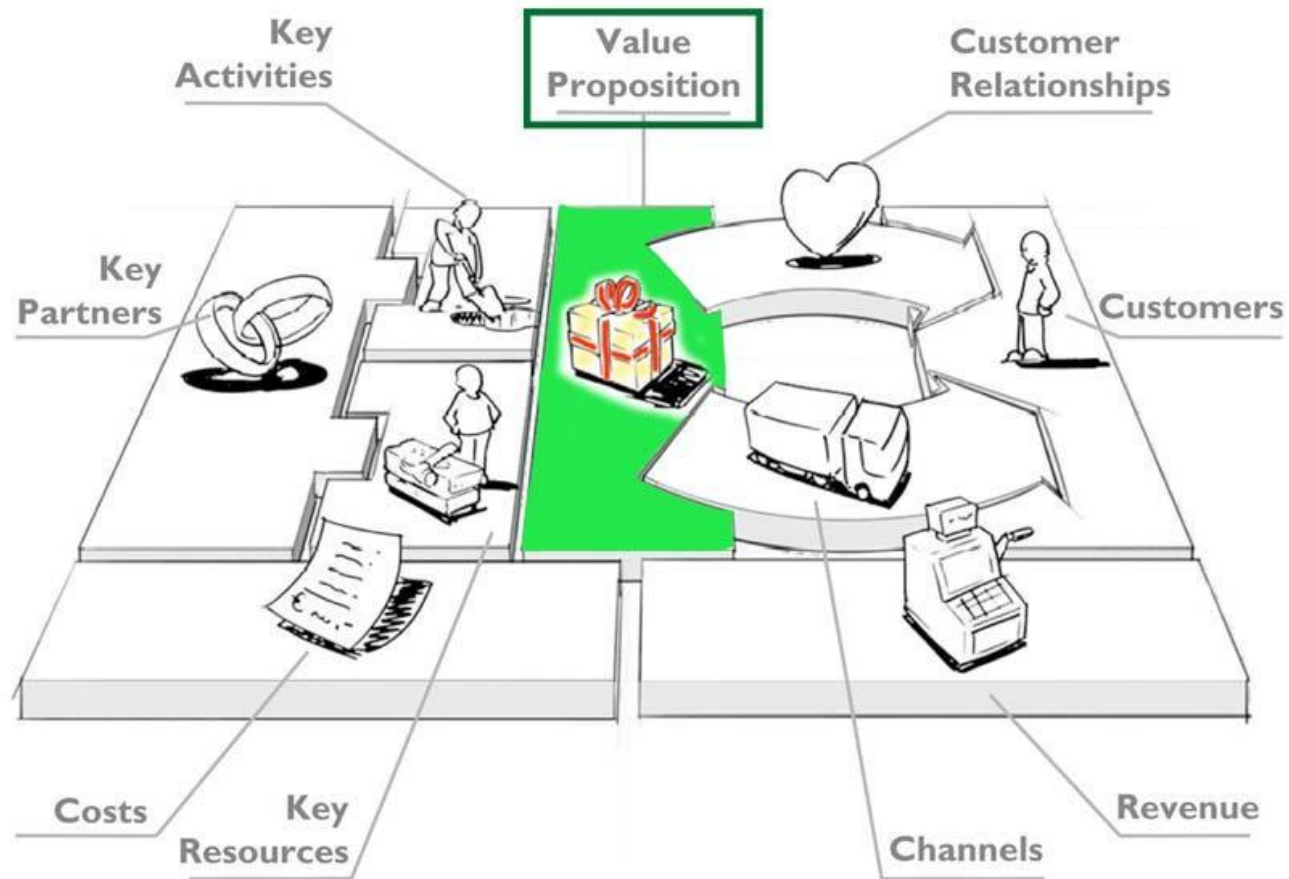 Key
Activities
Value
Proposition
Customer
Relationships
Key
Partners
Customers
Costs
Key
Resources
Channels
Revenue
€